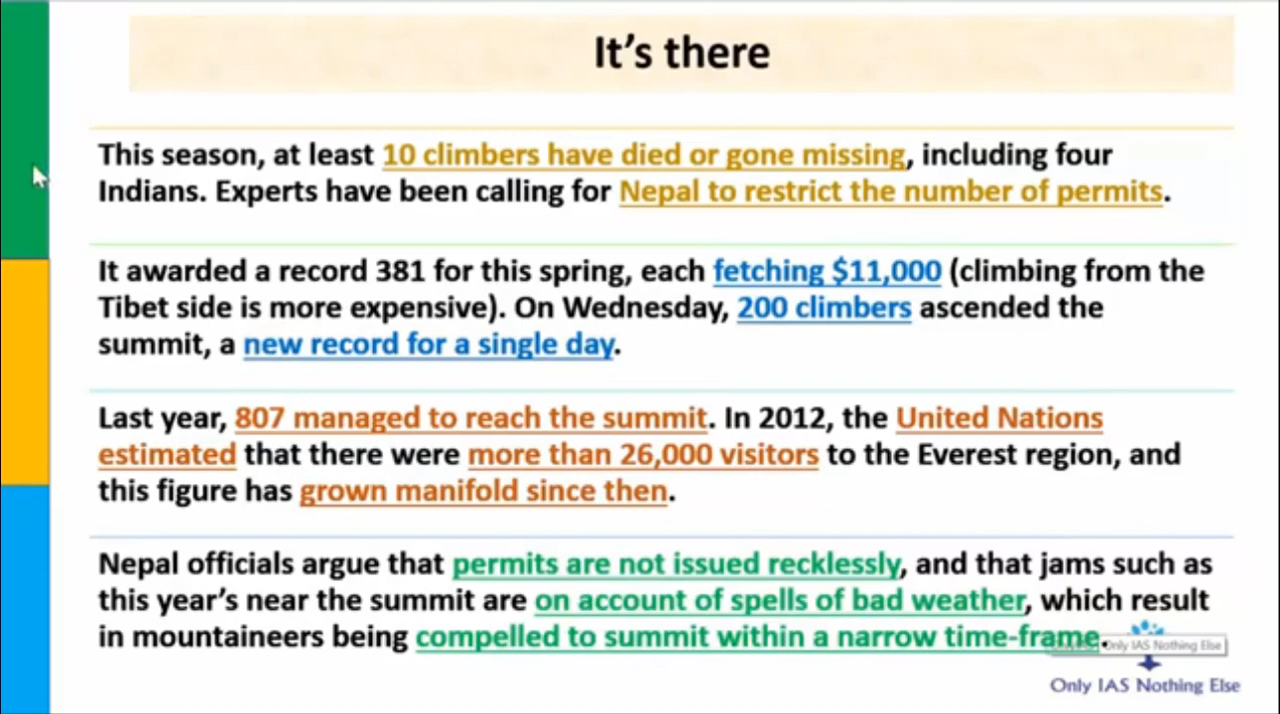 It's there
This season, at least 10 climbers have died or gone missing, including four
Indians. Experts have been calling for Nepal to restrict the number of permits.
It awarded a record 381 for this spring, each fetching $11,000 (climbing from the
Tibet side is more expensive). On Wednesday, 200 climbers ascended the
summit, a new record for a single day.
Last year, 807 managed to reach the summit. In 2012, the United Nations
estimated that there were more than 26,000 visitors to the Everest region, and
this figure has grown manifold since then.
Nepal officials argue that permits are not issued recklessly, and that jams such as
this year's near the summit are on account of spells of bad weather, which result
in mountaineers being compelled to summit within a narrow time-frame.
Only IAS Nothing Else
Only IAS Nothing Else